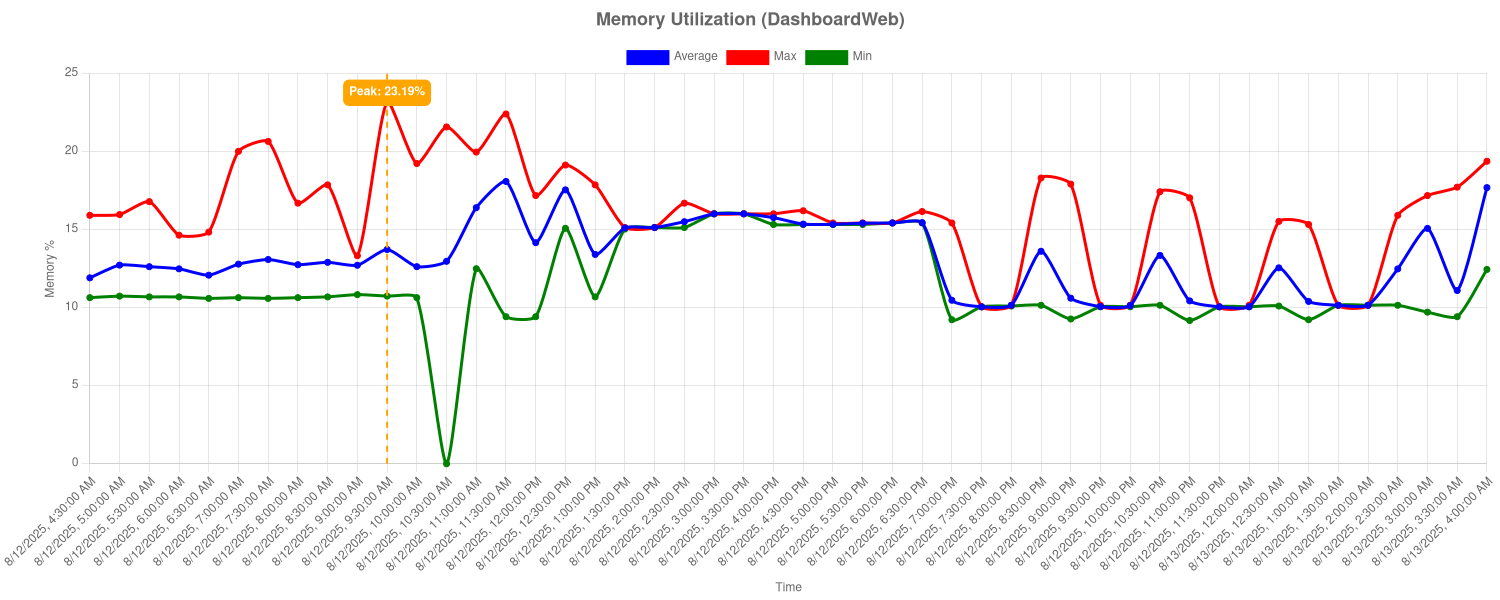 Memory Utilization (DashboardWeb)
Average Max Min
Peak: 23.19%
25
20
15
10
5
0
Memory %
8/12/2025, 4:30:00 AM
8/12/2025, 5:00:00 AM
8/12/2025, 5:30:00 AM
8/12/2025, 6:00:00 AM
8/12/2025, 6:30:00 AM
8/12/2025, 7:00:00 AM
8/12/2025, 7:30:00 AM
8/12/2025, 8:00:00 AM
8/12/2025, 8:30:00 AM
8/12/2025, 9:00:00 AM
8/12/2025, 9:30:00 AM
8/12/2025, 10:00:00 AM
8/12/2025, 10:30:00 AM
8/12/2025, 11:00:00 AM
8/12/2025, 11:30:00 AM
8/12/2025, 12:00:00 PM
8/12/2025, 12:30:00 PM
8/12/2025, 1:00:00 PM
8/12/2025, 1:30:00 PM
8/12/2025, 2:00:00 PM
8/12/2025, 2:30:00 PM
8/12/2025, 3:00:00 PM
8/12/2025, 3:30:00 PM
8/12/2025, 4:00:00 PM
8/12/2025, 4:30:00 PM
8/12/2025, 5:00:00 PM
8/12/2025, 5:30:00 PM
8/12/2025, 6:00:00 PM
8/12/2025, 6:30:00 PM
8/12/2025, 7:00:00 PM
8/12/2025, 7:30:00 PM
8/12/2025, 8:00:00 PM
8/12/2025, 8:30:00 PM
8/12/2025, 9:00:00 PM
8/12/2025, 9:30:00 PM
8/12/2025, 10:00:00 PM
8/12/2025, 10:30:00 PM
8/12/2025, 11:00:00 PM
8/12/2025, 11:30:00 PM
8/13/2025, 12:00:00 AM
8/13/2025, 12:30:00 AM
8/13/2025, 1:00:00 AM
8/13/2025, 1:30:00 AM
8/13/2025, 2:00:00 AM
8/13/2025, 2:30:00 AM
8/13/2025, 3:00:00 AM
8/13/2025, 3:30:00 AM
8/13/2025, 4:00:00 AM
Time